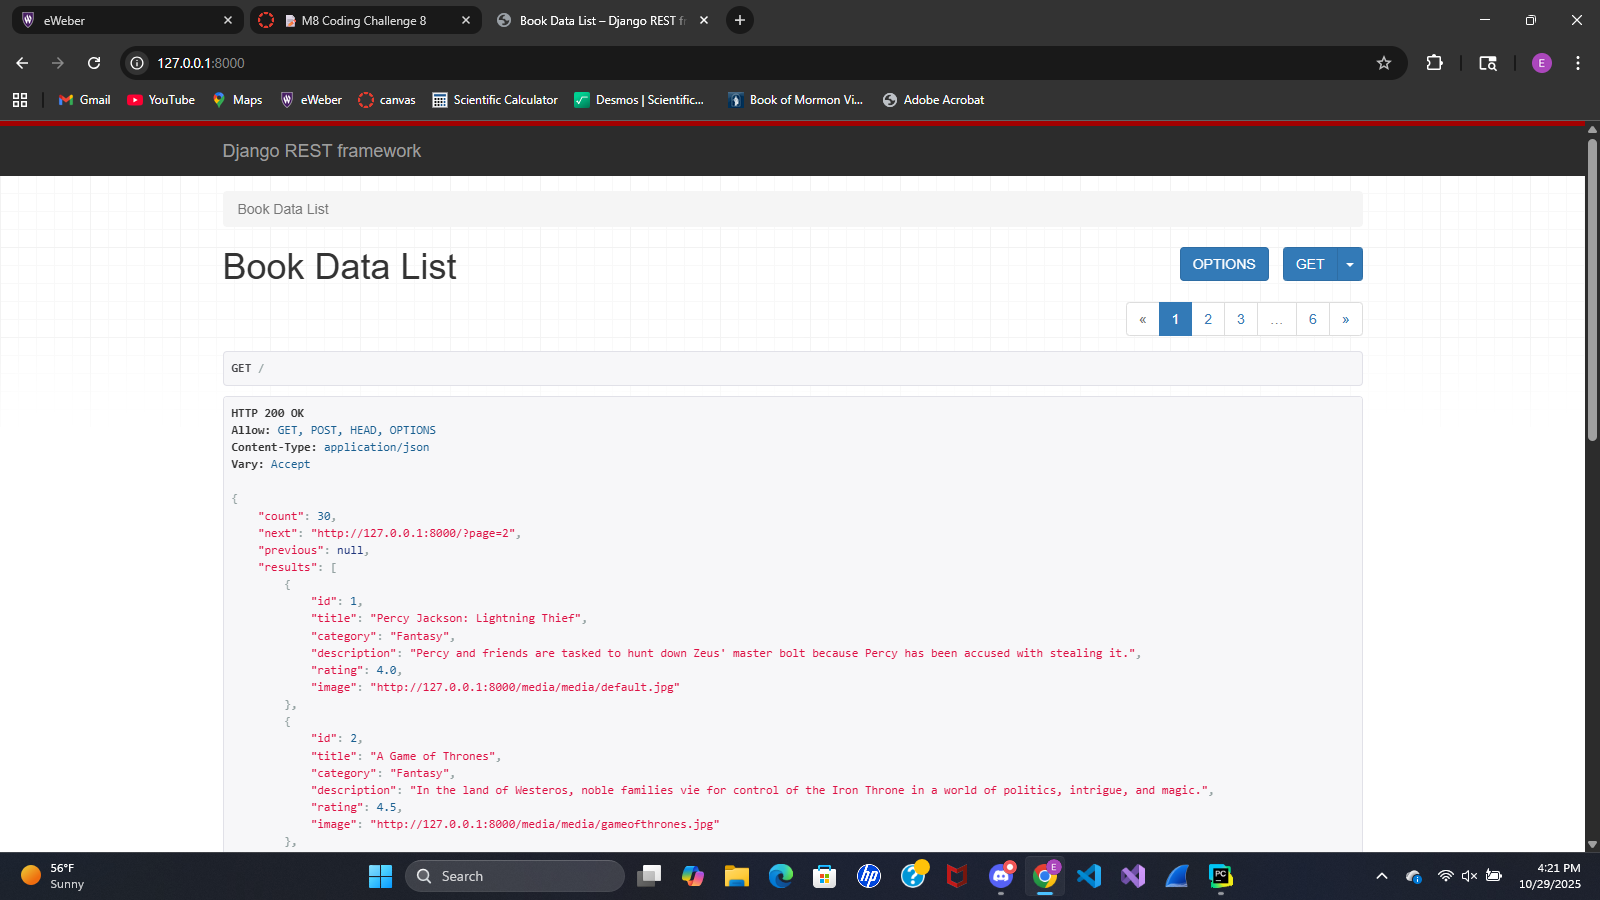 eWeber
M8 Coding Challenge 8
Book Data List – Django REST f
127.0.0.1:8000
E
Gmail
YouTube
Maps
eWeber
canvas
Scientific Calculator
Desmos | Scientific...
Book of Mormon Vi...
Adobe Acrobat
Django REST framework
Book Data List
Book Data List
OPTIONS
GET
« 1 2 3 … 6 »
GET /
HTTP 200 OK
Allow: GET, POST, HEAD, OPTIONS
Content-Type: application/json
Vary: Accept
{
"count": 30,
"next": "http://127.0.0.1:8000/?page=2",
"previous": null,
"results": [
{
"id": 1,
"title": "Percy Jackson: Lightning Thief",
"category": "Fantasy",
"description": "Percy and friends are tasked to hunt down Zeus' master bolt because Percy has been accused with stealing it.",
"rating": 4.0,
"image": "http://127.0.0.1:8000/media/media/default.jpg"
},
{
"id": 2,
"title": "A Game of Thrones",
"category": "Fantasy",
"description": "In the land of Westeros, noble families vie for control of the Iron Throne in a world of politics, intrigue, and magic.",
"rating": 4.5,
"image": "http://127.0.0.1:8000/media/media/gameofthrones.jpg"
},
56°F
Sunny
Search
hp
?
E
PC
4:21 PM
10/29/2025